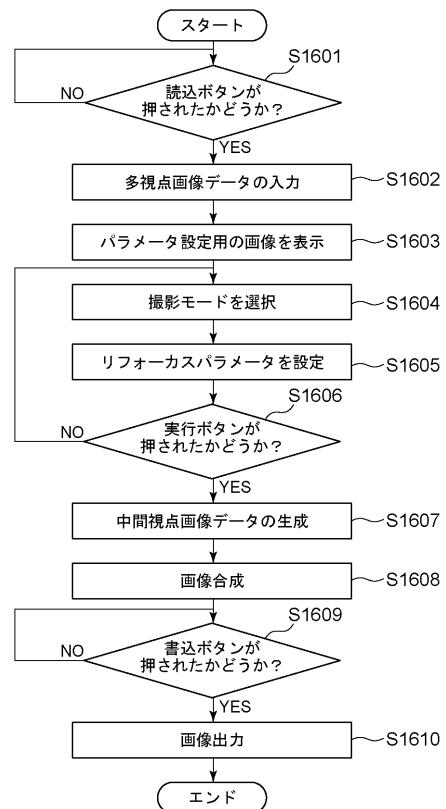 スタート
S1601
読込ボタンが
押されたかどうか？
NO
YES
多視点画像データの入力
S1602
パラメータ設定用の画像を表示
S1603
撮影モードを選択
S1604
リフォーカスパラメータを設定
S1605
S1606
実行ボタンが
押されたかどうか？
NO
YES
中間視点画像データの生成
S1607
画像合成
S1608
S1609
書込ボタンが
押されたかどうか？
NO
YES
画像出力
S1610
エンド